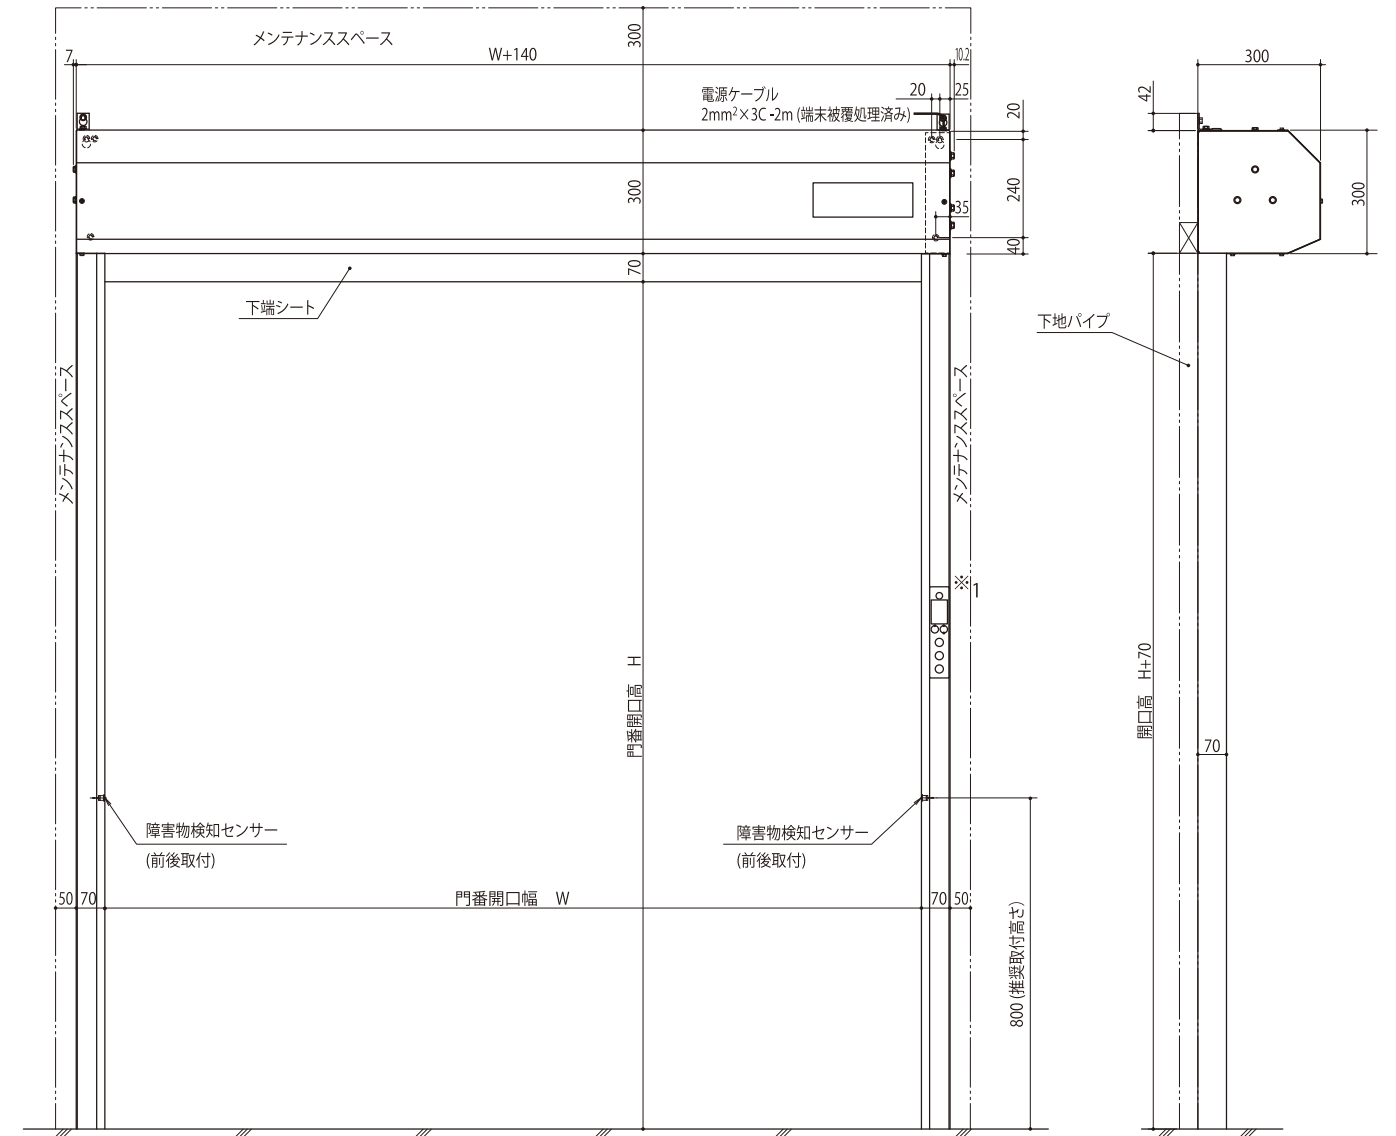 メンテナンススペース
300
7
W+140
10.2
300
電源ケーブル
2mm²×3C -2m (端末被覆処理済み)
20
25
20
42
300
240
300
35
40
70
下端シート
下地パイプ
メンテナンススペース
メンテナンススペース
※1
門番開口高 H
開口高 H+70
70
障害物検知センサー
(前後取付)
障害物検知センサー
(前後取付)
50
70
門番開口幅 W
70
50
800 (推奨取付高さ)